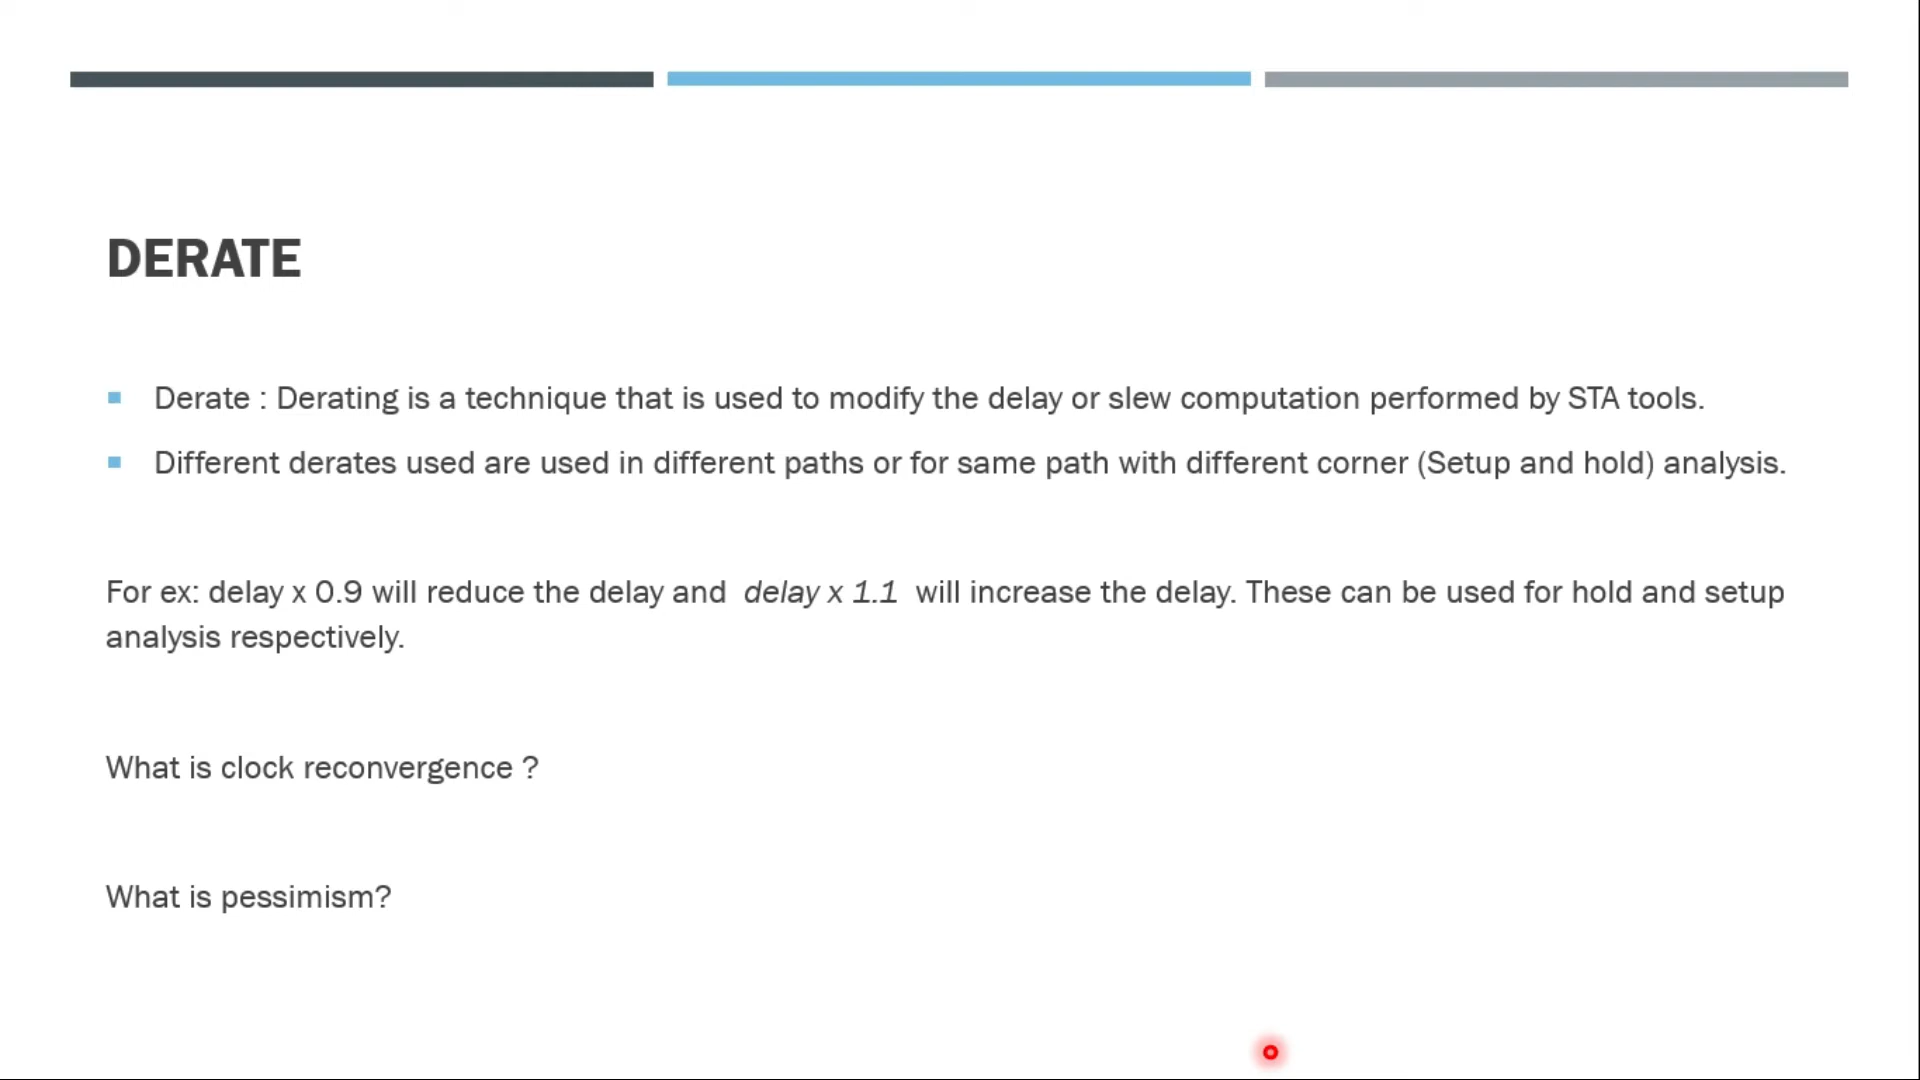 DERATE
Derate : Derating is a technique that is used to modify the delay or slew computation performed by STA tools.
Different derates used are used in different paths or for same path with different corner (Setup and hold) analysis.
For ex: delay x 0.9 will reduce the delay and delay x 1.1 will increase the delay. These can be used for hold and setup
analysis respectively.
What is clock reconvergence ?
What is pessimism?